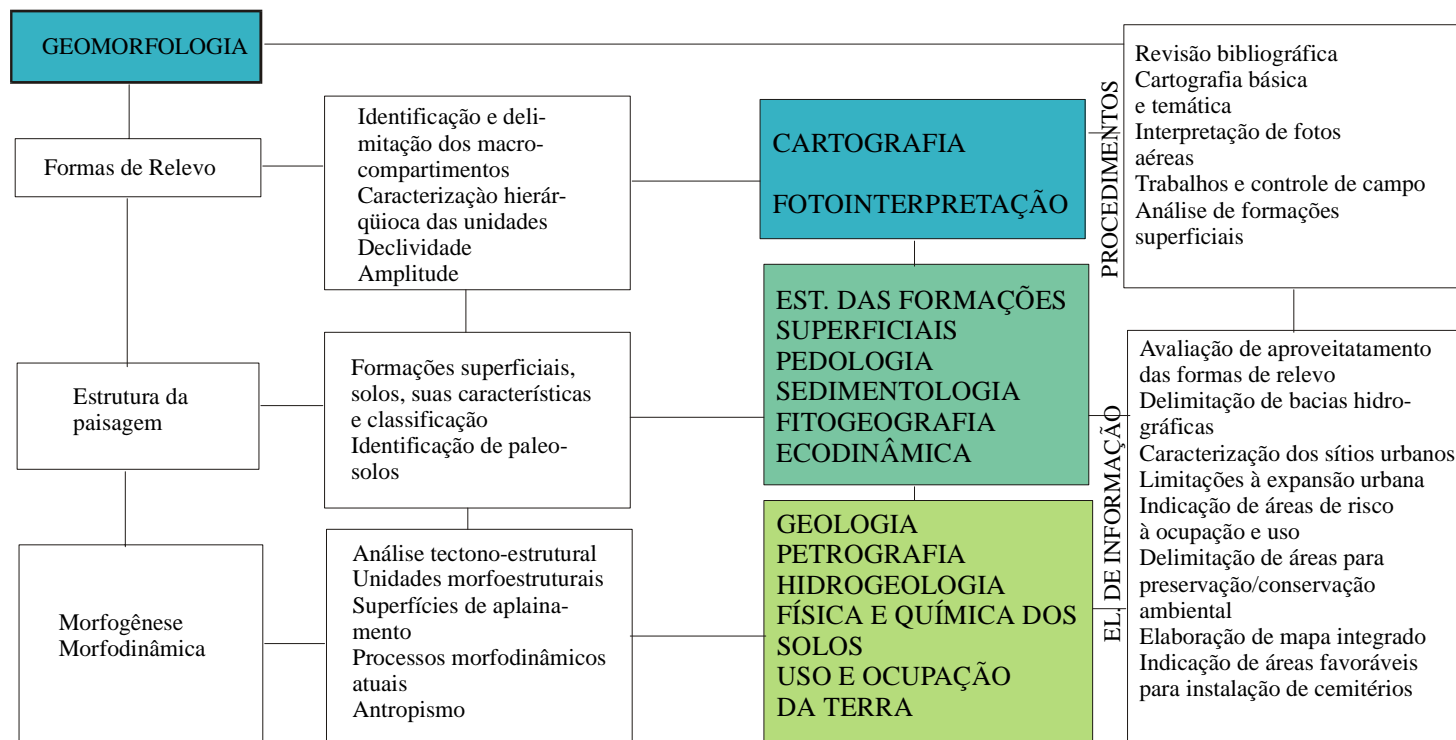 GEOMORFOLOGIA
Formas de Relevo
Identificação e deli-
mitação dos macro-
compartimentos
Caracterizaçào hierár-
qüioca das unidades
Declividade
Amplitude
CARTOGRAFIA
FOTOINTERPRETAÇÃO
PROCEDIMENTOS
Revisão bibliográfica
Cartografia básica
e temática
Interpretação de fotos
aéreas
Trabalhos e controle de campo
Análise de formações
superficiais
Estrutura da
paisagem
Formações superficiais,
solos, suas características
e classificação
Identificação de paleo-
solos
EST. DAS FORMAÇÕES
SUPERFICIAIS
PEDOLOGIA
SEDIMENTOLOGIA
FITOGEOGRAFIA
ECODINÂMICA
Morfogênese
Morfodinâmica
Análise tectono-estrutural
Unidades morfoestruturais
Superfícies de aplaina-
mento
Processos morfodinâmicos
atuais
Antropismo
GEOLOGIA
PETROGRAFIA
HIDROGEOLOGIA
FÍSICA E QUÍMICA DOS
SOLOS
USO E OCUPAÇÃO
DA TERRA
EL. DE INFORMAÇÃO
Avaliação de aproveitatamento
das formas de relevo
Delimitação de bacias hidro-
gráficas
Caracterização dos sítios urbanos
Limitações à expansão urbana
Indicação de áreas de risco
à ocupação e uso
Delimitação de áreas para
preservação/conservação
ambiental
Elaboração de mapa integrado
Indicação de áreas favoráveis
para instalação de cemitérios